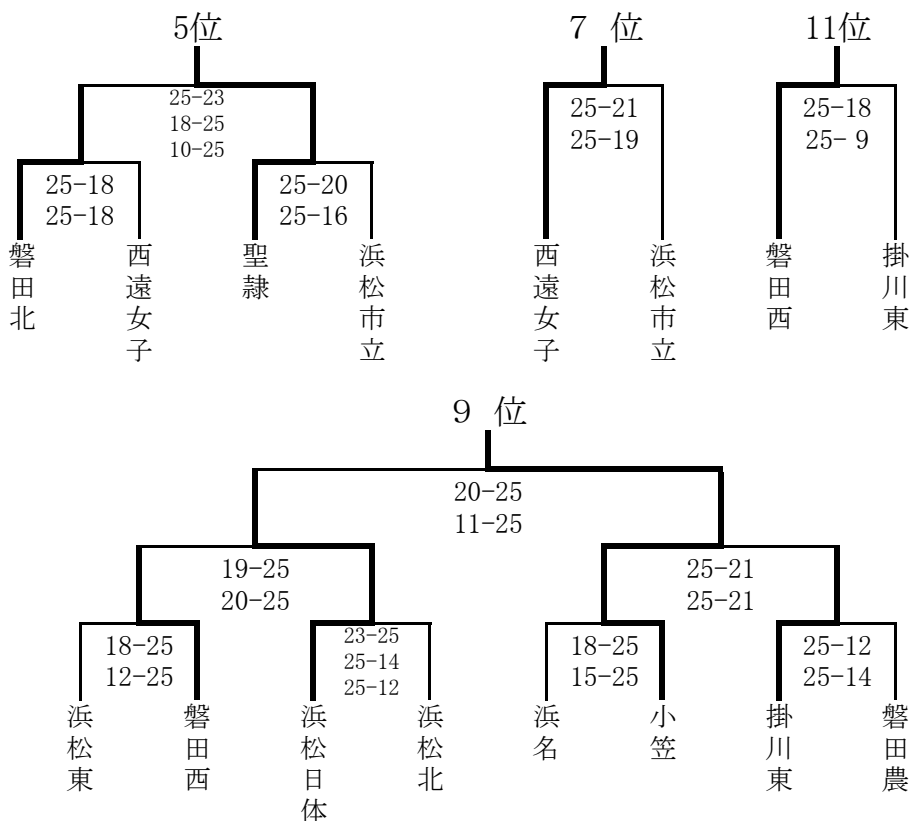 5位
7 位
11位
25-23
18-25
10-25
25-21
25-19
25-18
25- 9
25-18
25-18
25-20
25-16
磐田北
西遠女子
聖隷
浜松市立
西遠女子
浜松市立
磐田西
掛川東
9 位
20-25
11-25
19-25
20-25
25-21
25-21
18-25
12-25
23-25
25-14
25-12
18-25
15-25
25-12
25-14
浜松東
磐田西
浜松日体
浜松北
浜名
小笠
掛川東
磐田農